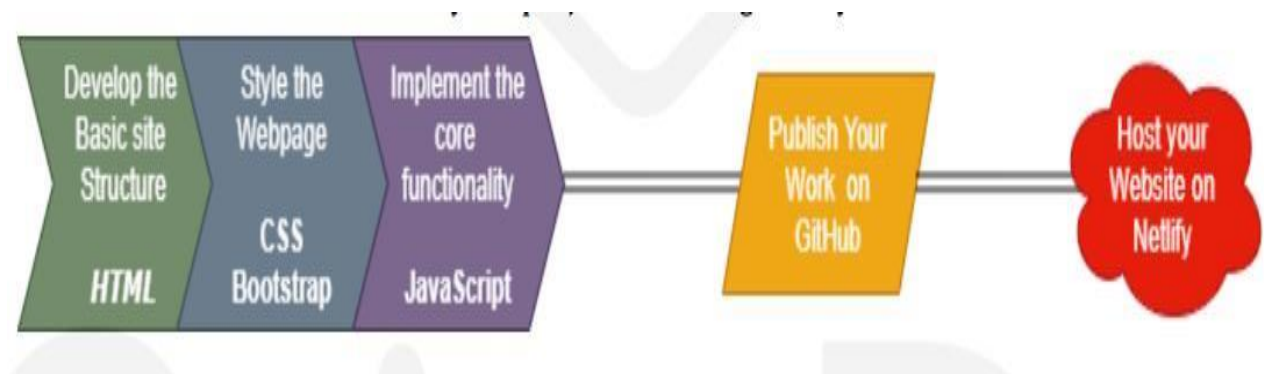 Develop the
Basic site
Structure
HTML
Style the
Webpage
CSS
Bootstrap
Implement the
core
functionality
JavaScript
Publish Your
Work on
GitHub
Host your
Website on
Netlify